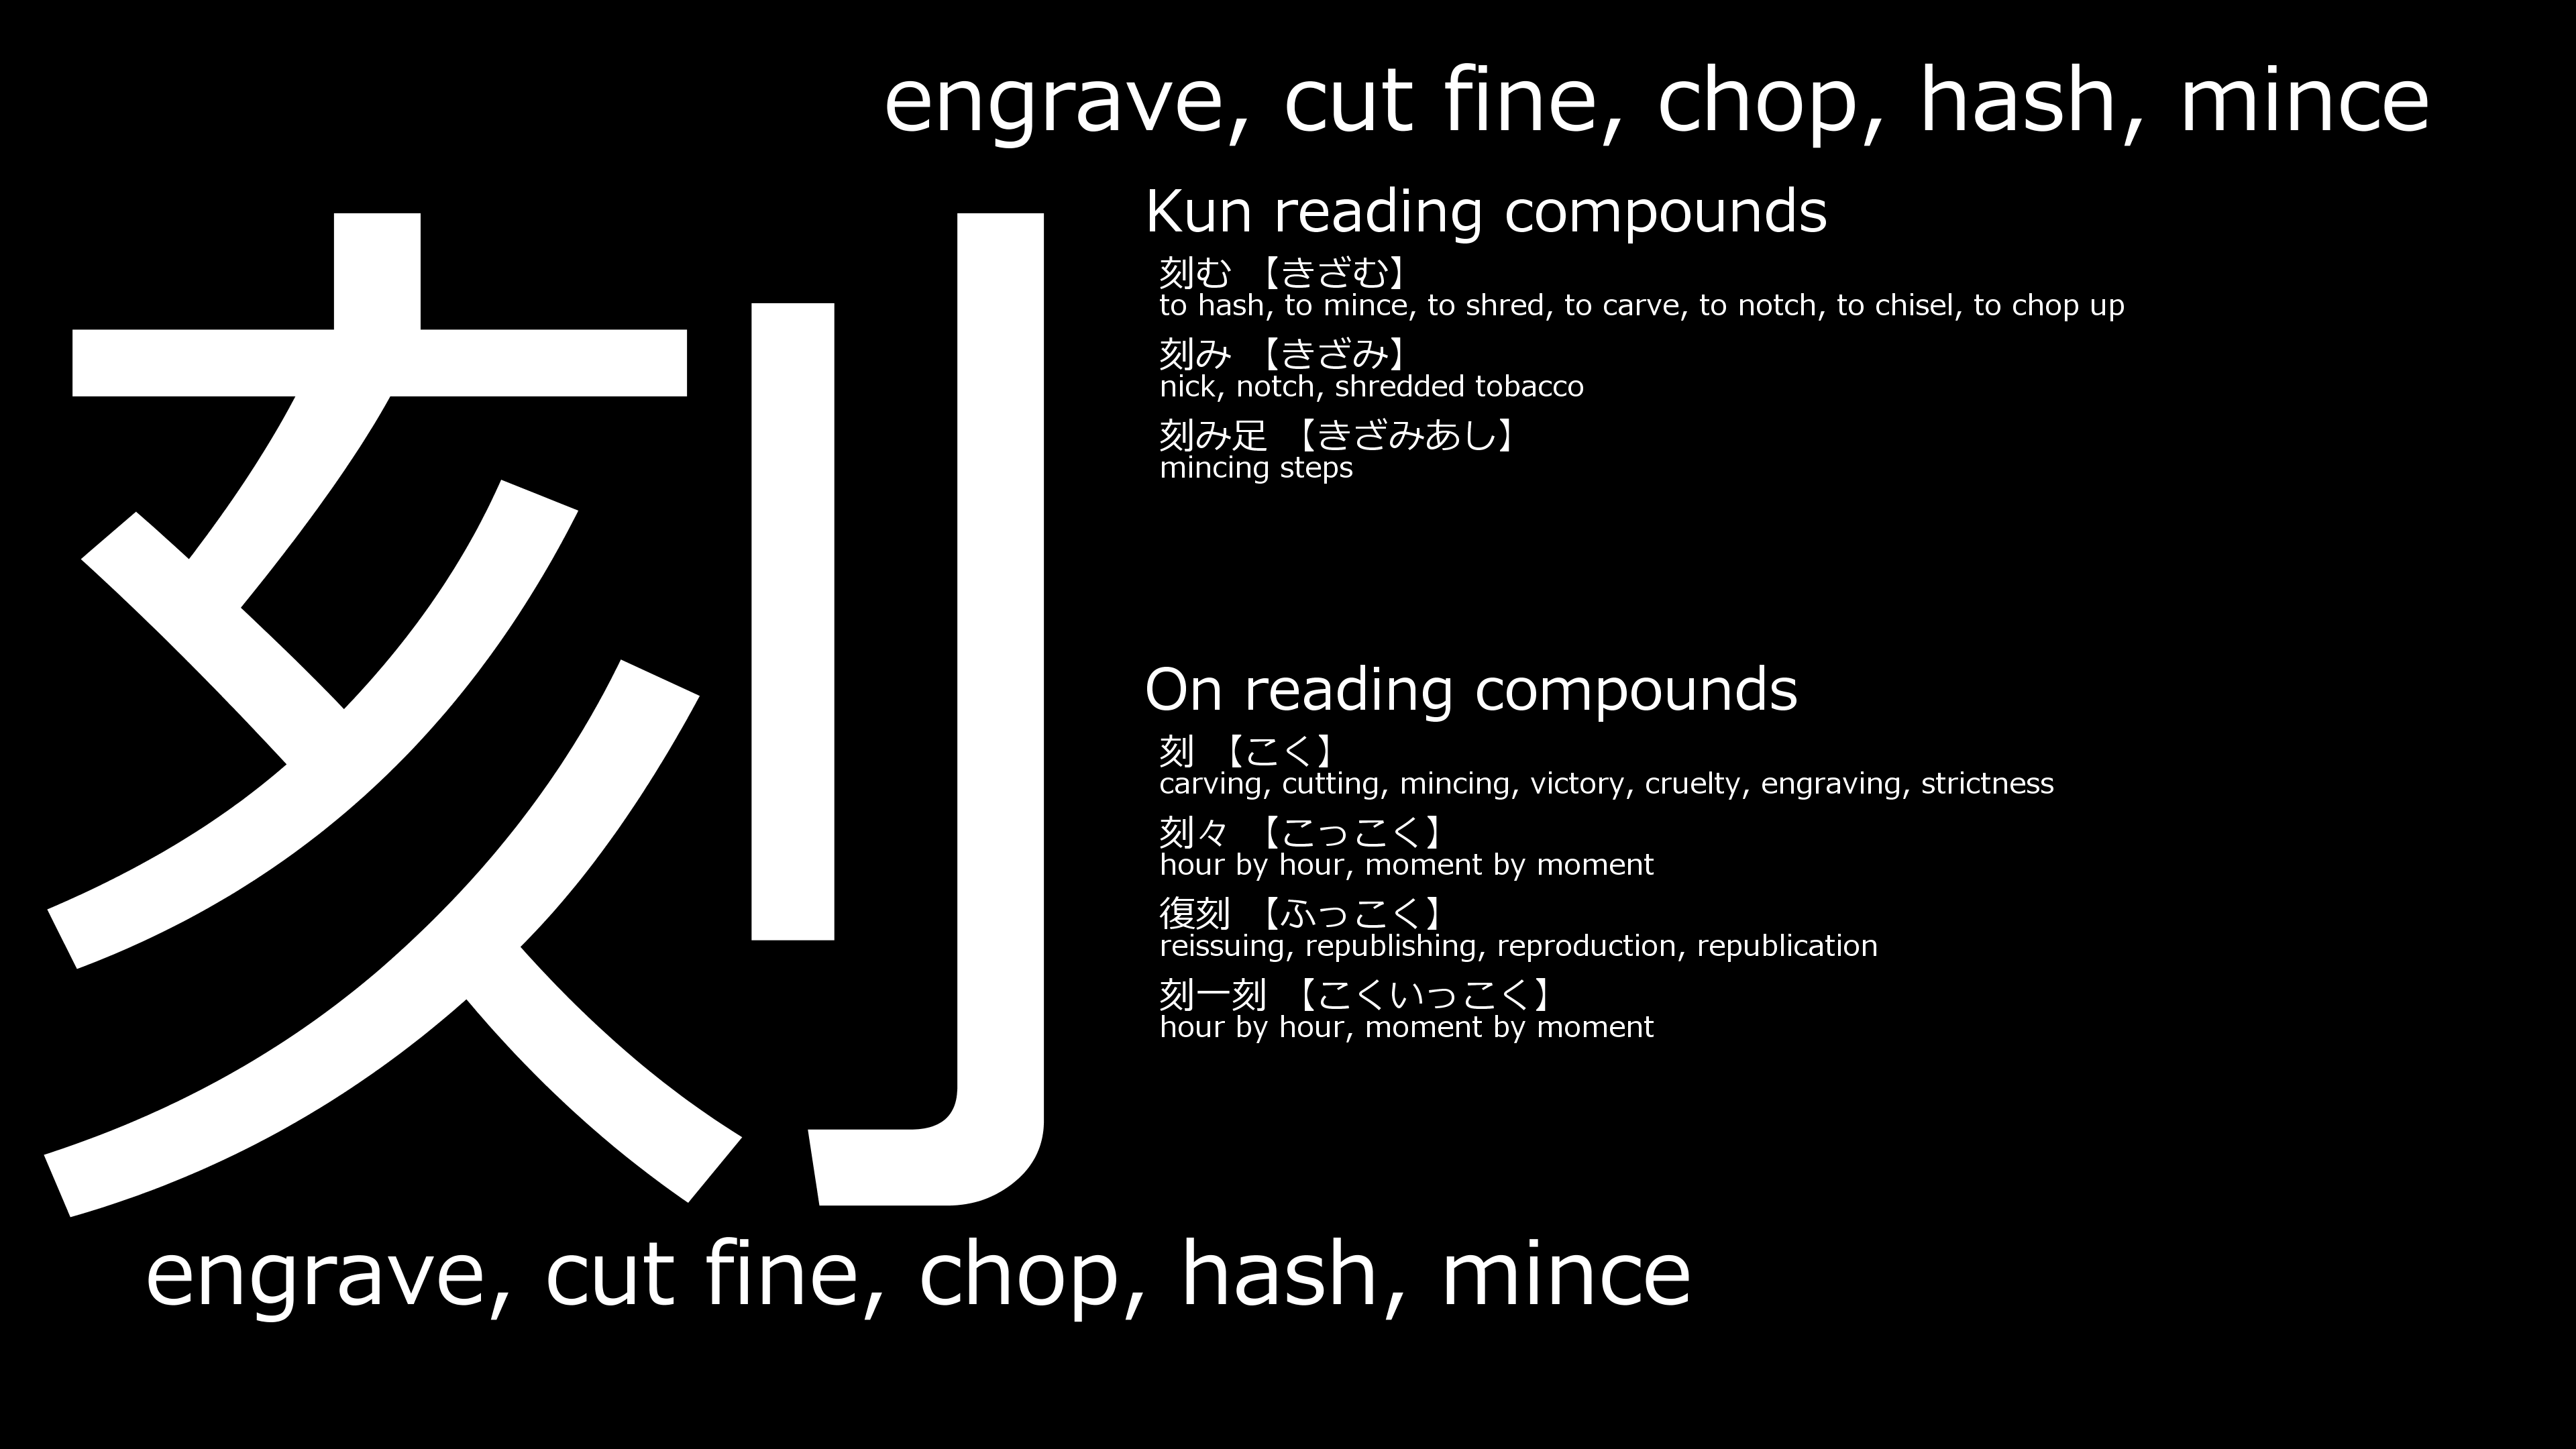 engrave, cut fine, chop, hash, mince
刻
Kun reading compounds
刻む 【きざむ】
to hash, to mince, to shred, to carve, to notch, to chisel, to chop up
刻み 【きざみ】
nick, notch, shredded tobacco
刻み足 【きざみあし】
mincing steps
On reading compounds
刻 【こく】
carving, cutting, mincing, victory, cruelty, engraving, strictness
刻々 【こっこく】
hour by hour, moment by moment
復刻 【ふっこく】
reissuing, republishing, reproduction, republication
刻一刻 【こくいっこく】
hour by hour, moment by moment
engrave, cut fine, chop, hash, mince